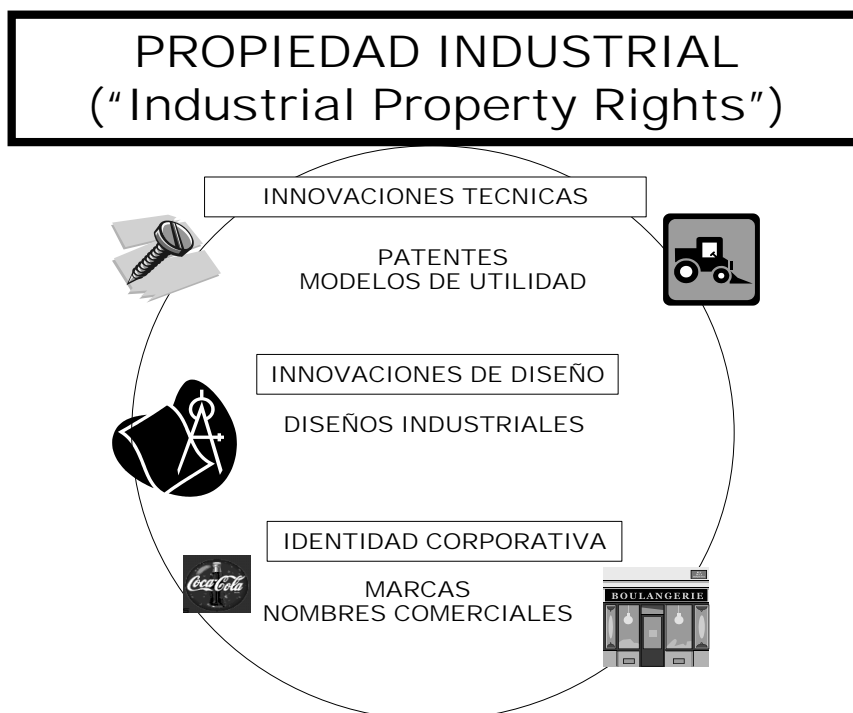 PROPIEDAD INDUSTRIAL
("Industrial Property Rights")
INNOVACIONES TECNICAS
PATENTES
MODELOS DE UTILIDAD
INNOVACIONES DE DISEÑO
DISEÑOS INDUSTRIALES
IDENTIDAD CORPORATIVA
Coca-Cola
MARCAS
NOMBRES COMERCIALES
BOULANGERIE